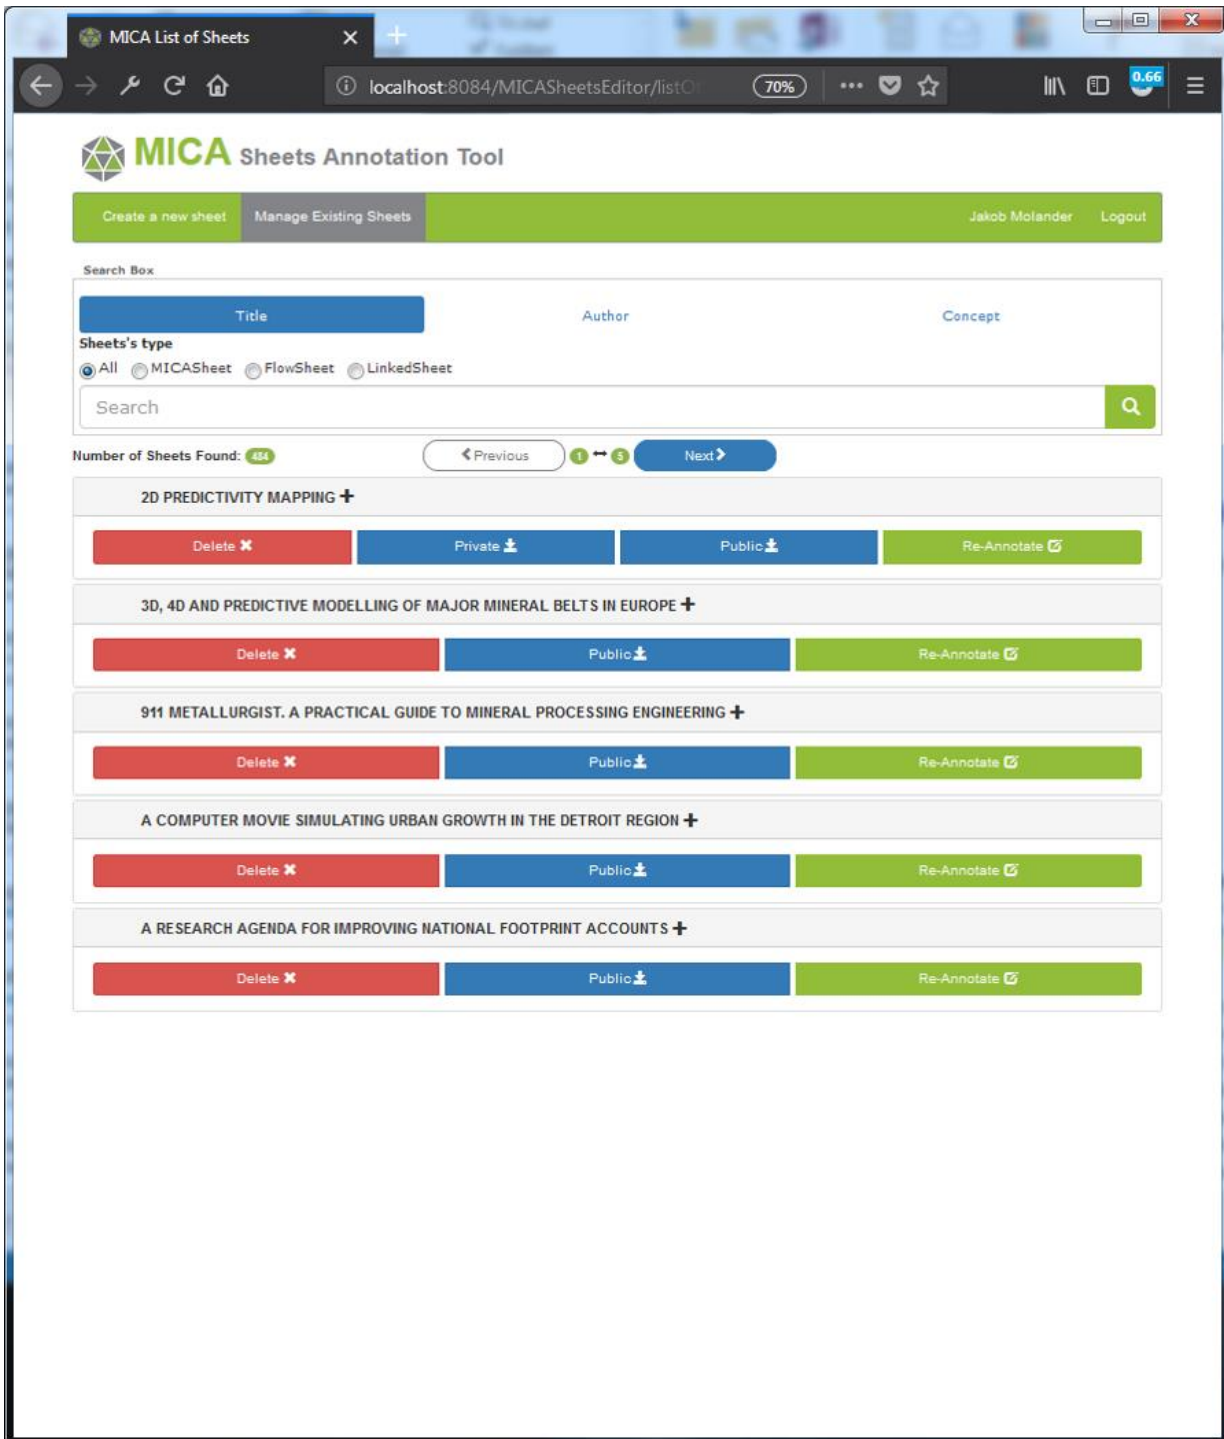 MICA List of Sheets
localhost:8084/MICASheetsEditor/listO
70%
0.66
MICA Sheets Annotation Tool
Create a new sheet Manage Existing Sheets Jakob Molander Logout
Search Box
Title Author Concept
Sheets's type
All MICASheet FlowSheet LinkedSheet
Search
Number of Sheets Found: 484 Previous 1 5 Next
2D PREDICTIVITY MAPPING
Delete Private Public Re-Annotate
3D, 4D AND PREDICTIVE MODELLING OF MAJOR MINERAL BELTS IN EUROPE
Delete Public Re-Annotate
911 METALLURGIST. A PRACTICAL GUIDE TO MINERAL PROCESSING ENGINEERING
Delete Public Re-Annotate
A COMPUTER MOVIE SIMULATING URBAN GROWTH IN THE DETROIT REGION
Delete Public Re-Annotate
A RESEARCH AGENDA FOR IMPROVING NATIONAL FOOTPRINT ACCOUNTS
Delete Public Re-Annotate